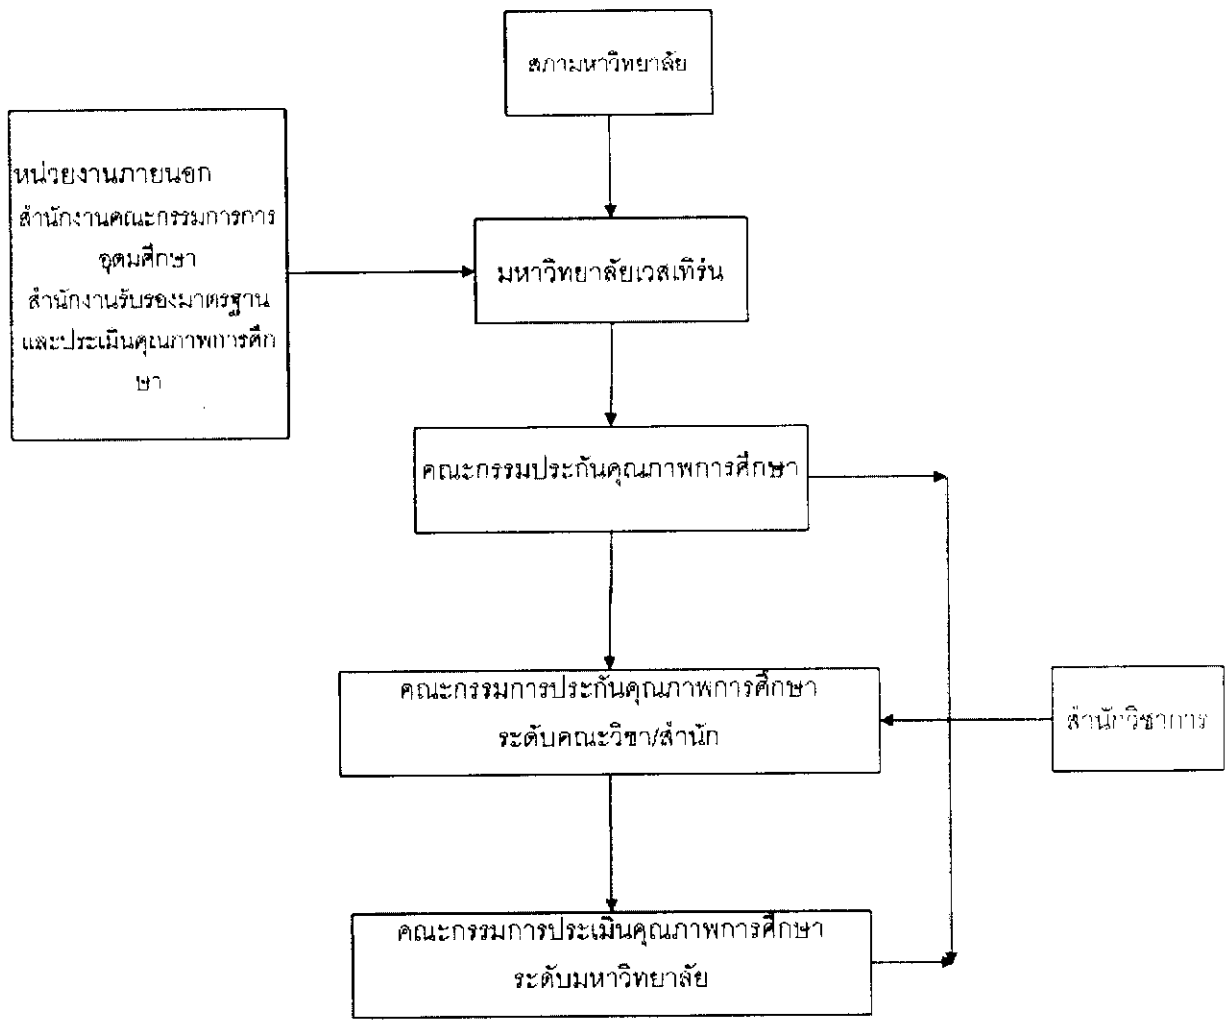 สภามหาวิทยาลัย
หน่วยงานภายนอก
สำนักงานคณะกรรมการการ
อุดมศึกษา
สำนักงานรับรองมาตรฐาน
และประเมินคุณภาพการศึก
ษา
มหาวิทยาลัยเวสเทิร์น
คณะกรรมประกันคุณภาพการศึกษา
คณะกรรมการประกันคุณภาพการศึกษา
ระดับคณะวิชา/สำนัก
สำนักวิชาการ
คณะกรรมการประเมินคุณภาพการศึกษา
ระดับมหาวิทยาลัย